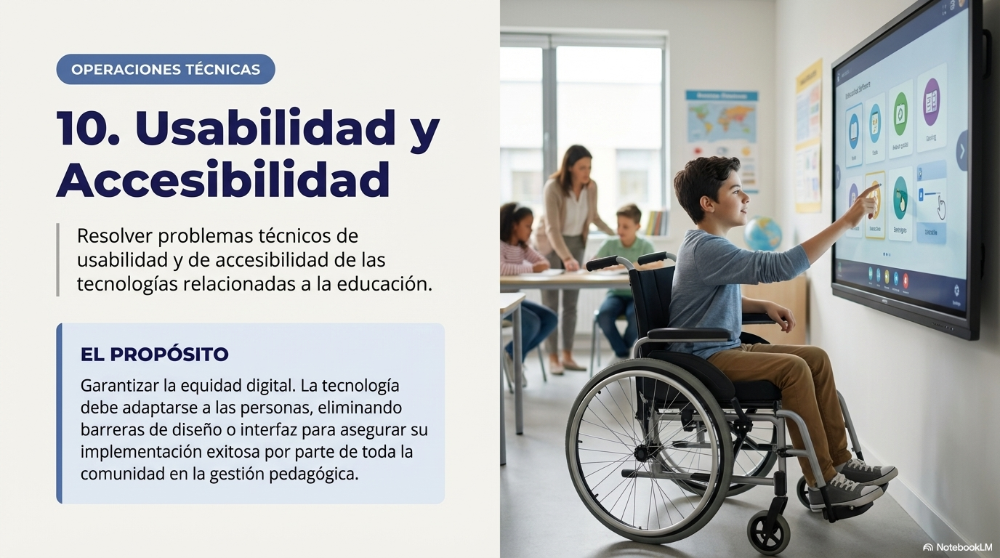 OPERACIONES TÉCNICAS
10. Usabilidad y
Accesibilidad
Resolver problemas técnicos de
usabilidad y de accesibilidad de las
tecnologías relacionadas a la educación.
EL PROPÓSITO
Garantizar la equidad digital. La tecnología
debe adaptarse a las personas, eliminando
barreras de diseño o interfaz para asegurar su
implementación exitosa por parte de toda la
comunidad en la gestión pedagógica.
NotebookLM